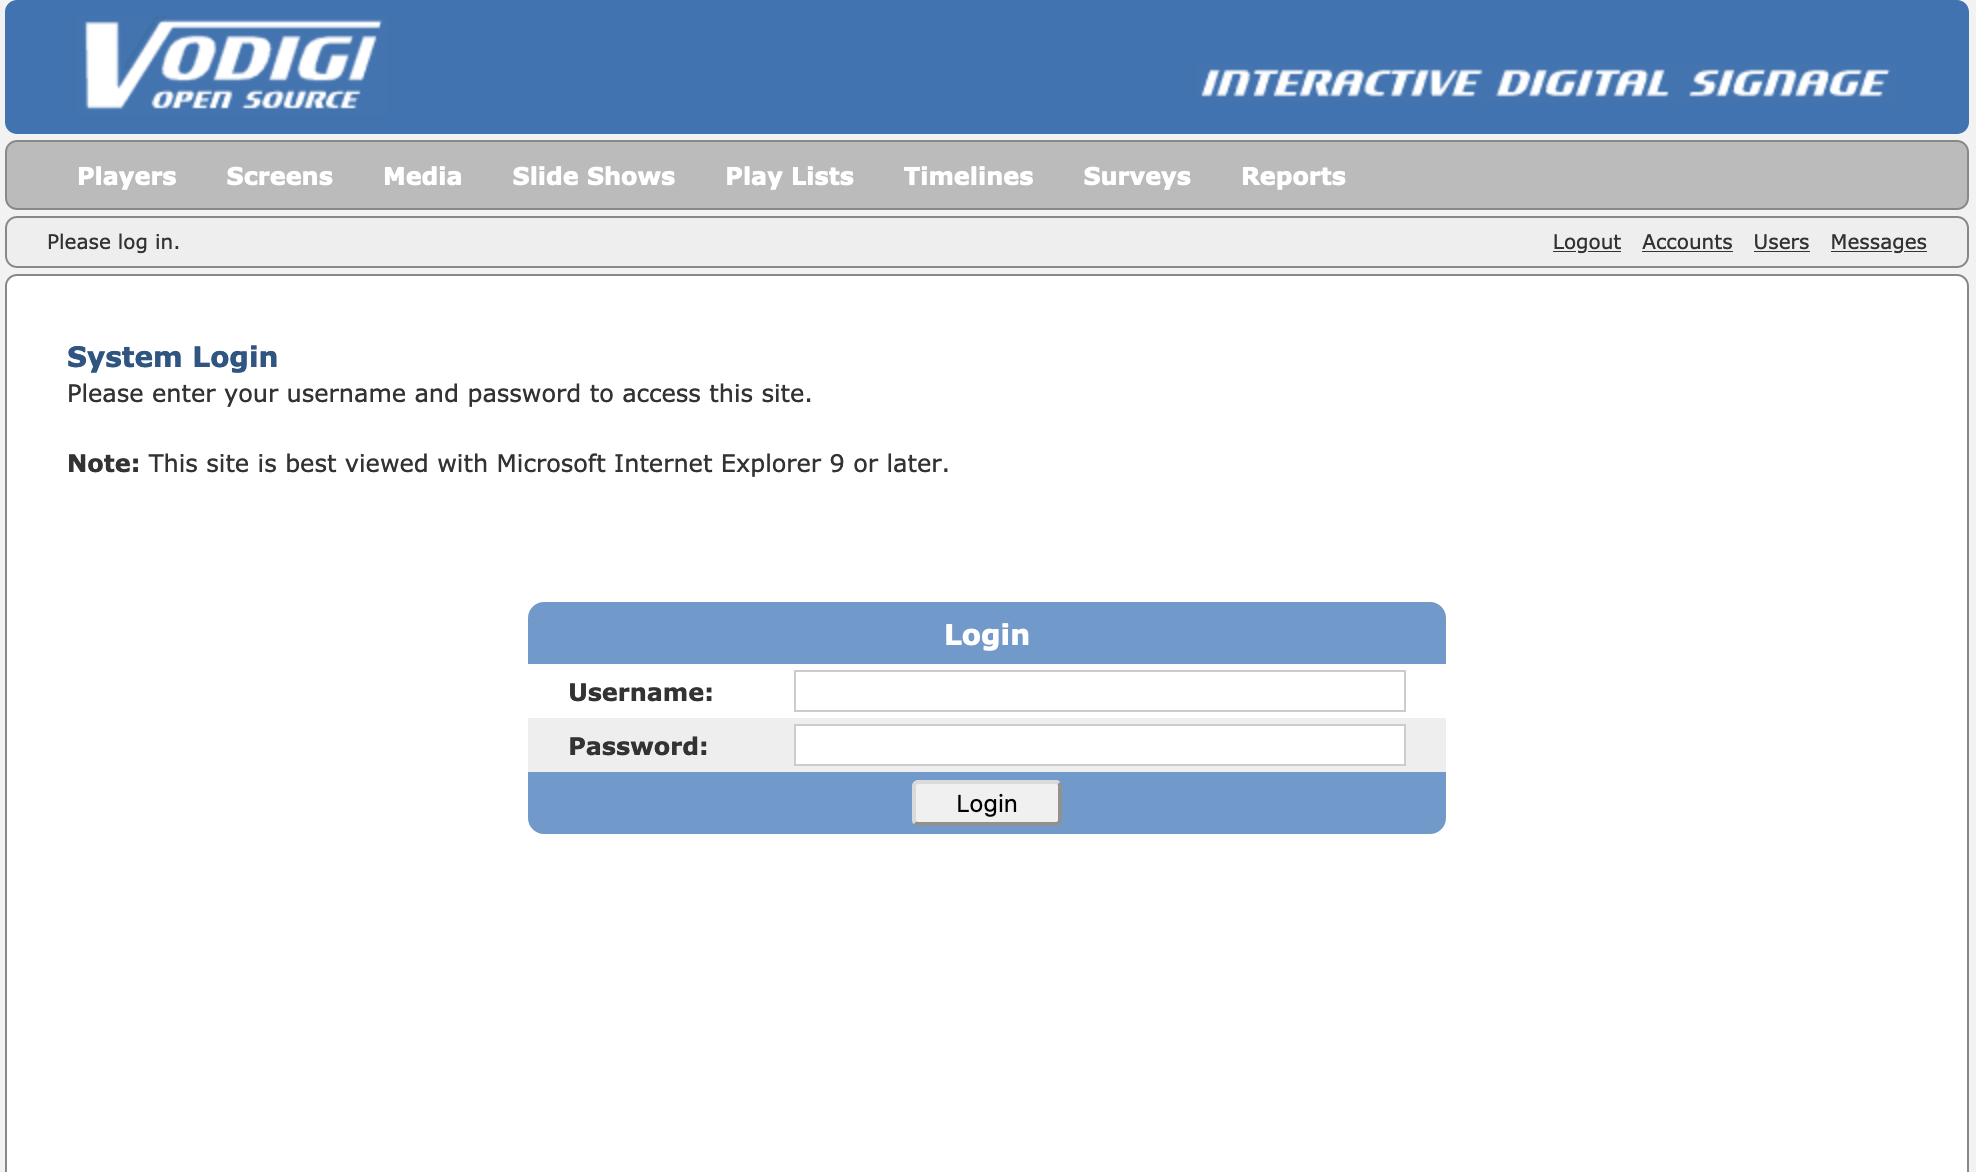 VODIGI
OPEN SOURCE
INTERACTIVE DIGITAL SIGNAGE
Players Screens Media Slide Shows Play Lists Timelines Surveys Reports
Please log in.
Logout Accounts Users Messages
System Login
Please enter your username and password to access this site.
Note: This site is best viewed with Microsoft Internet Explorer 9 or later.
Login
Username:
Password:
Login